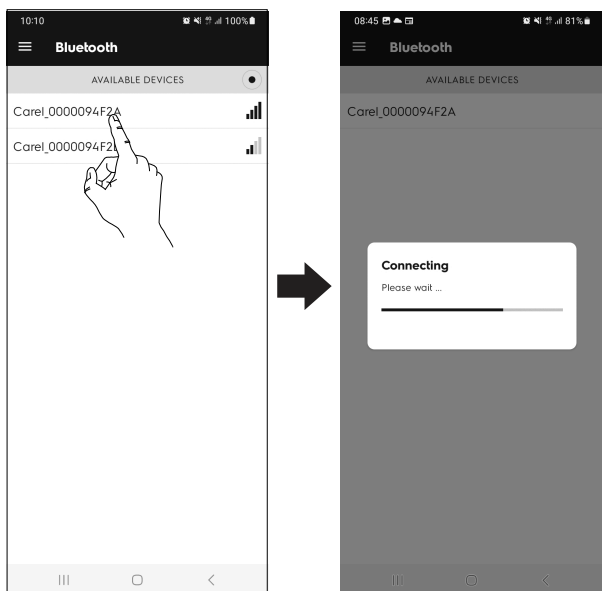 10:10
100%
Bluetooth
AVAILABLE DEVICES
Carel_0000094F2A
Carel_0000094F2
08:45
81%
Bluetooth
AVAILABLE DEVICES
Carel_0000094F2A
Connecting
Please wait ...